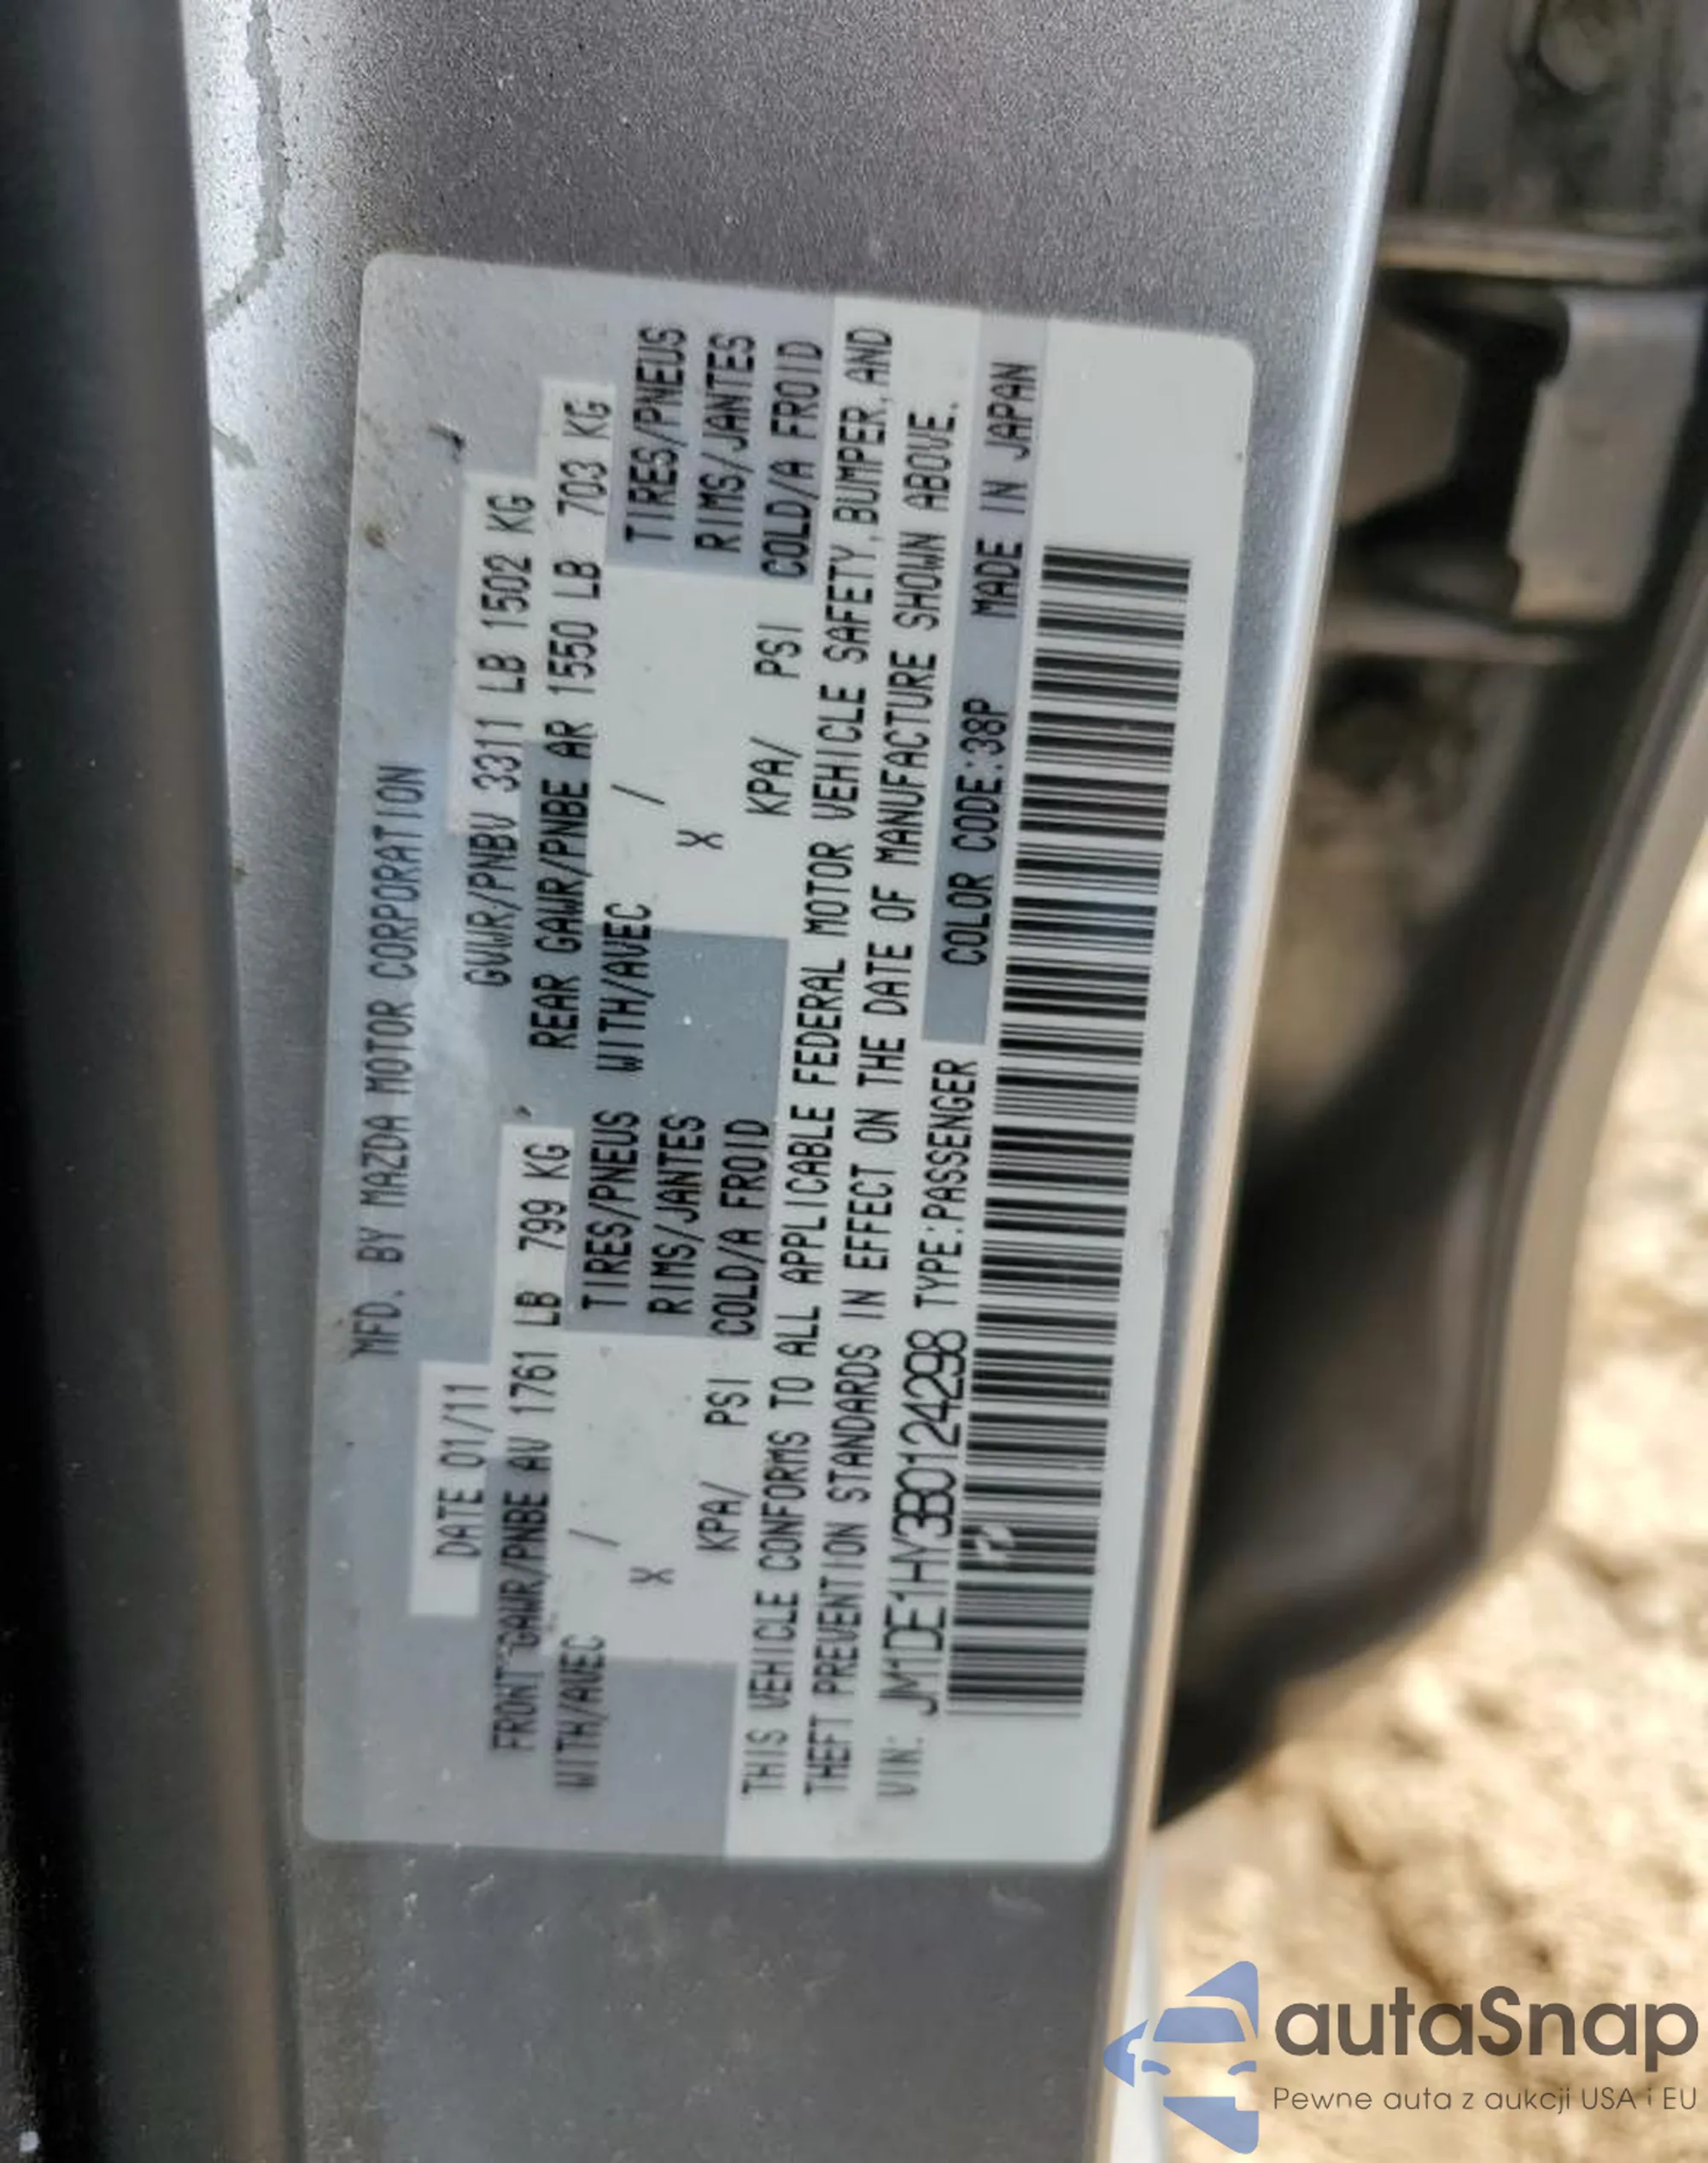 MFD. BY MAZDA MOTOR CORPORATION
DATE 01/11 GVWR/PNBV 3311 LB 1502 KG
FRONT GAWR/PNBE AV 1761 LB 799 KG REAR GAWR/PNBE AR 1550 LB 703 KG
WITH/AVEC / TIRES/PNEUS WITH/AVEC / TIRES/PNEUS
X RIMS/JANTES X RIMS/JANTES
KPA/ PSI COLD/A FROID KPA/ PSI COLD/A FROID
THIS VEHICLE CONFORMS TO ALL APPLICABLE FEDERAL MOTOR VEHICLE SAFETY, BUMPER, AND
THEFT PREVENTION STANDARDS IN EFFECT ON THE DATE OF MANUFACTURE SHOWN ABOVE.
VIN: JM1DE1HY3B0124298 TYPE:PASSENGER COLOR CODE:38P MADE IN JAPAN
autaSnap
Pewne auta z aukcji USA i EU